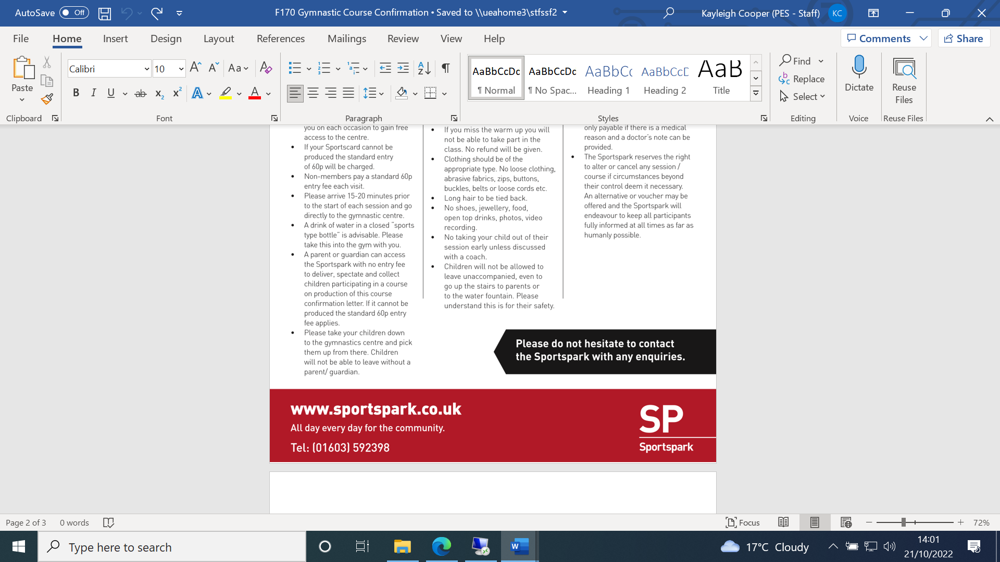 AutoSave Off
F170 Gymnastic Course Confirmation • Saved to \\ueahome3\stfssf2
Kayleigh Cooper (PES - Staff) KC
File Home Insert Design Layout References Mailings Review View Help
Comments Share
Paste
Clipboard
Calibri 10
Font
Paragraph
AaBbCcDc AaBbCcDc AaBbCc AaBbCcD AaB
¶ Normal ¶ No Spac... Heading 1 Heading 2 Title
Styles
Find
Replace
Select
Editing
Dictate
Voice
Reuse
Files
Reuse Files
you on each occasion to gain free
access to the centre.
• If your Sportscard cannot be
produced the standard entry
of 60p will be charged.
• Non-members pay a standard 60p
entry fee each visit.
• Please arrive 15-20 minutes prior
to the start of each session and go
directly to the gymnastic centre.
• A drink of water in a closed "sports
type bottle" is advisable. Please
take this into the gym with you.
• A parent or guardian can access
the Sportspark with no entry fee
to deliver, spectate and collect
children participating in a course
on production of this course
confirmation letter. If it cannot be
produced the standard 60p entry
fee applies.
• Please take your children down
to the gymnastics centre and pick
them up from there. Children
will not be able to leave without a
parent/ guardian.
• If you miss the warm up you will
not be able to take part in the
class. No refund will be given.
• Clothing should be of the
appropriate type. No loose clothing,
abrasive fabrics, zips, buttons,
buckles, belts or loose cords etc.
• Long hair to be tied back.
• No shoes, jewellery, food,
open top drinks, photos, video
recording.
• No taking your child out of their
session early unless discussed
with a coach.
• Children will not be allowed to
leave unaccompanied, even to
go up the stairs to parents or
to the water fountain. Please
understand this is for their safety.
only payable if there is a medical
reason and a doctor's note can be
provided.
• The Sportspark reserves the right
to alter or cancel any session /
course if circumstances beyond
their control deem it necessary.
An alternative or voucher may be
offered and the Sportspark will
endeavour to keep all participants
fully informed at all times as far as
humanly possible.
Please do not hesitate to contact
the Sportspark with any enquiries.
www.sportspark.co.uk
All day every day for the community.
Tel: (01603) 592398
SP
Sportspark
Page 2 of 3 0 words
Focus 72%
Type here to search
17°C Cloudy
14:01
21/10/2022